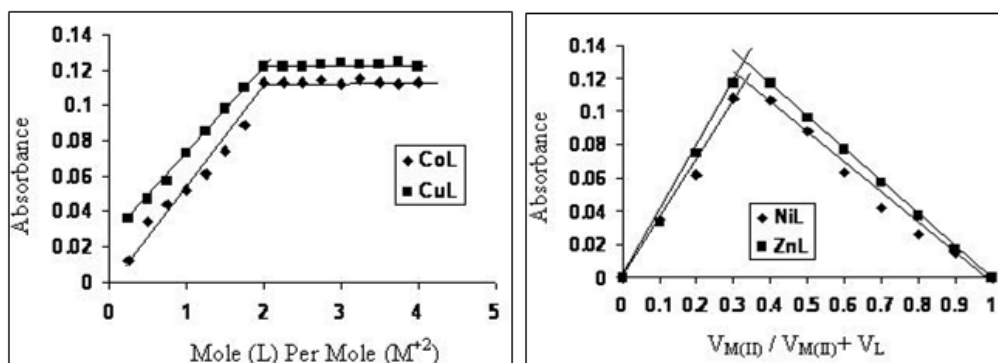 0.14
0.12
0.1
0.08
0.06
0.04
0.02
0
Absorbance
CoL
CuL
0 1 2 3 4 5
Mole (L) Per Mole (M+2)
0.14
0.12
0.1
0.08
0.06
0.04
0.02
0
Absorbance
NiL
ZnL
0 0.1 0.2 0.3 0.4 0.5 0.6 0.7 0.8 0.9 1
VM(II) / VM(II)+ VL